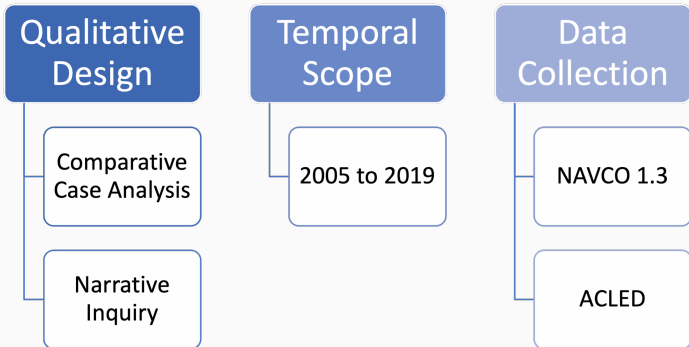 Qualitative
Design
Comparative
Case Analysis
Narrative
Inquiry
Temporal
Scope
2005 to 2019
Data
Collection
NAVCO 1.3
ACLED